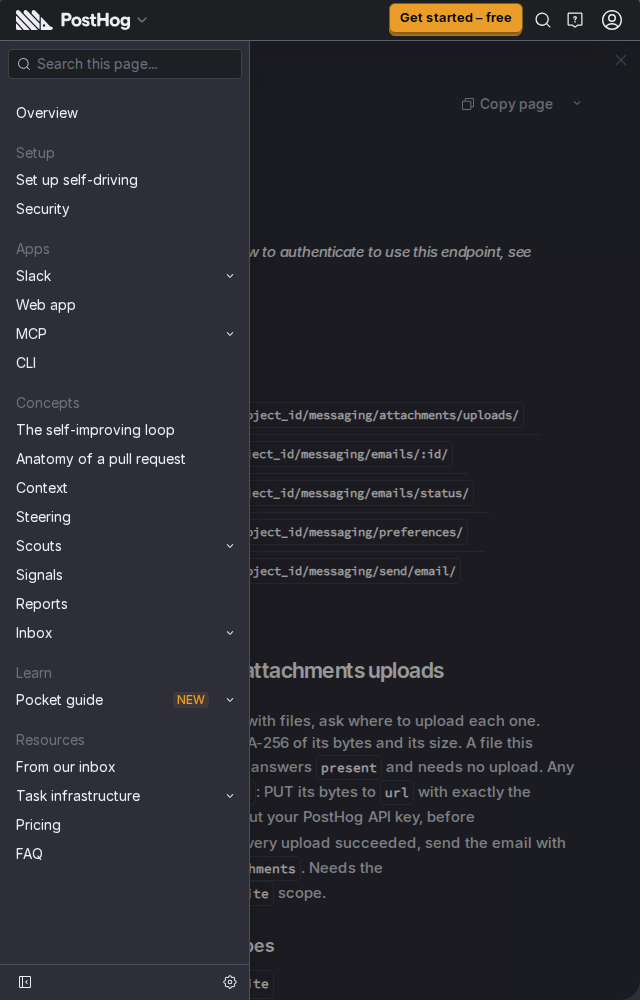 PostHog
Get started – free
Search this page...
Copy page
Overview
Setup
Set up self-driving
Security
Apps
Slack
Web app
MCP
CLI
Concepts
The self-improving loop
Anatomy of a pull request
Context
Steering
Scouts
Signals
Reports
Inbox
Learn
Pocket guide NEW
Resources
From our inbox
Task infrastructure
Pricing
FAQ
to authenticate to use this endpoint, see
oject_id/messaging/attachments/uploads/
ject_id/messaging/emails/:id/
ject_id/messaging/emails/status/
oject_id/messaging/preferences/
oject_id/messaging/send/email/
attachments uploads
with files, ask where to upload each one.
A-256 of its bytes and its size. A file this
answers present and needs no upload. Any
: PUT its bytes to url with exactly the
ut your PostHog API key, before
very upload succeeded, send the email with
hments. Needs the
ite scope.
pes
ite